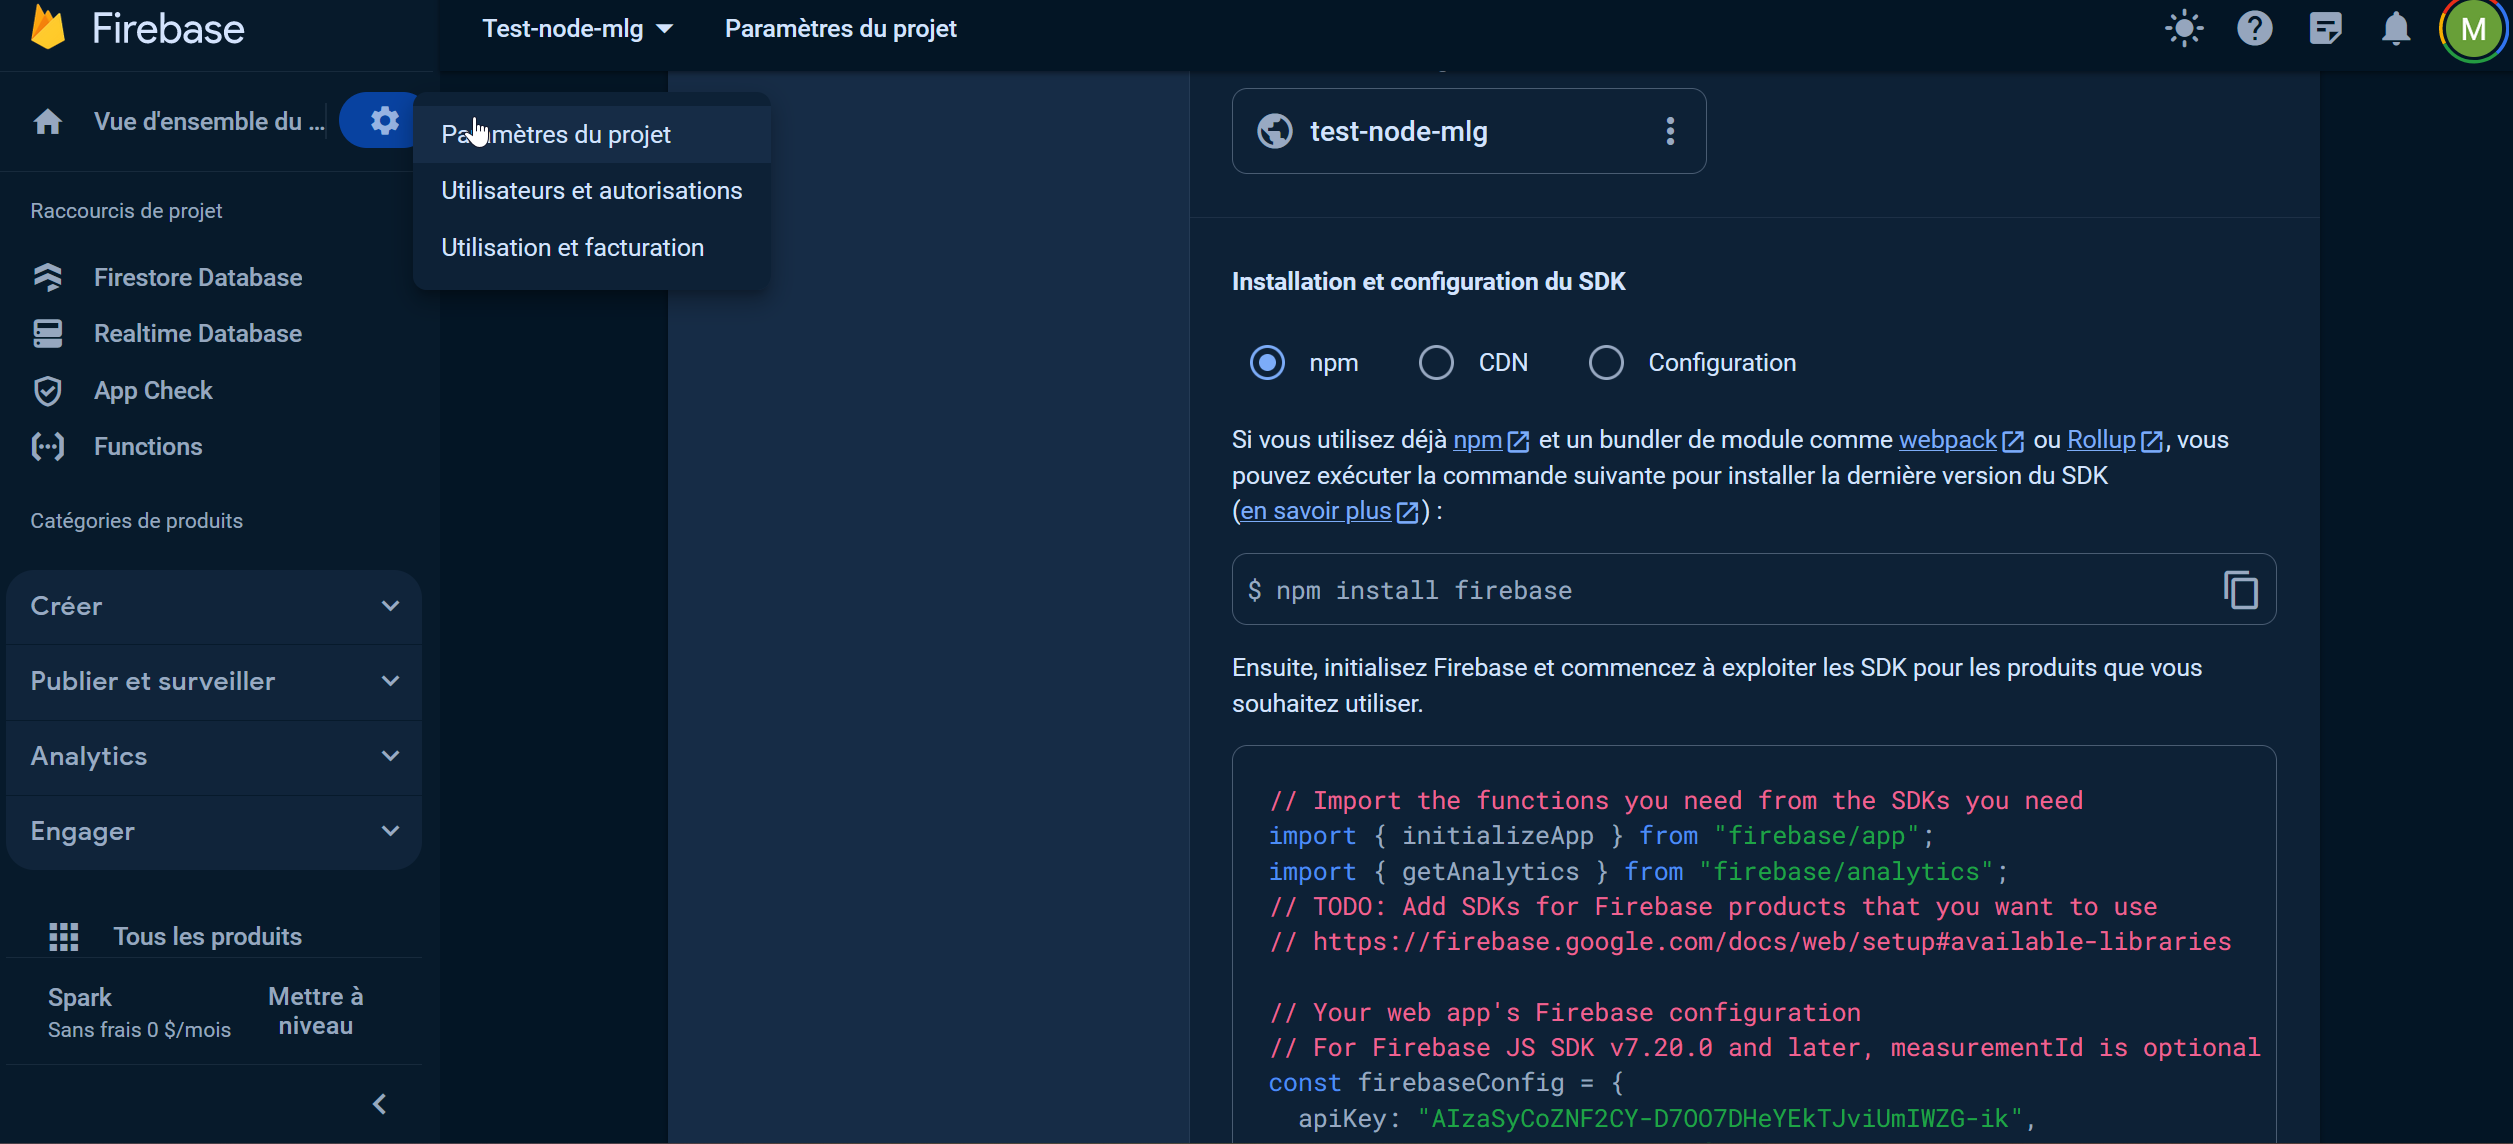 Firebase
Test-node-mlg
Paramètres du projet
M
Vue d'ensemble du ...
Paramètres du projet
Utilisateurs et autorisations
Utilisation et facturation
Raccourcis de projet
Firestore Database
Realtime Database
App Check
Functions
Catégories de produits
Créer
Publier et surveiller
Analytics
Engager
Tous les produits
Spark
Sans frais 0 $/mois
Mettre à
niveau
test-node-mlg
Installation et configuration du SDK
npm
CDN
Configuration
Si vous utilisez déjà npm et un bundler de module comme webpack ou Rollup, vous
pouvez exécuter la commande suivante pour installer la dernière version du SDK
(en savoir plus) :
$ npm install firebase
Ensuite, initialisez Firebase et commencez à exploiter les SDK pour les produits que vous
souhaitez utiliser.
// Import the functions you need from the SDKs you need
import { initializeApp } from "firebase/app";
import { getAnalytics } from "firebase/analytics";
// TODO: Add SDKs for Firebase products that you want to use
// https://firebase.google.com/docs/web/setup#available-libraries
// Your web app's Firebase configuration
// For Firebase JS SDK v7.20.0 and later, measurementId is optional
const firebaseConfig = {
apiKey: "AIzaSyCoZNF2CY-D7OO7DHeYEkTJviUmIWZG-ik",